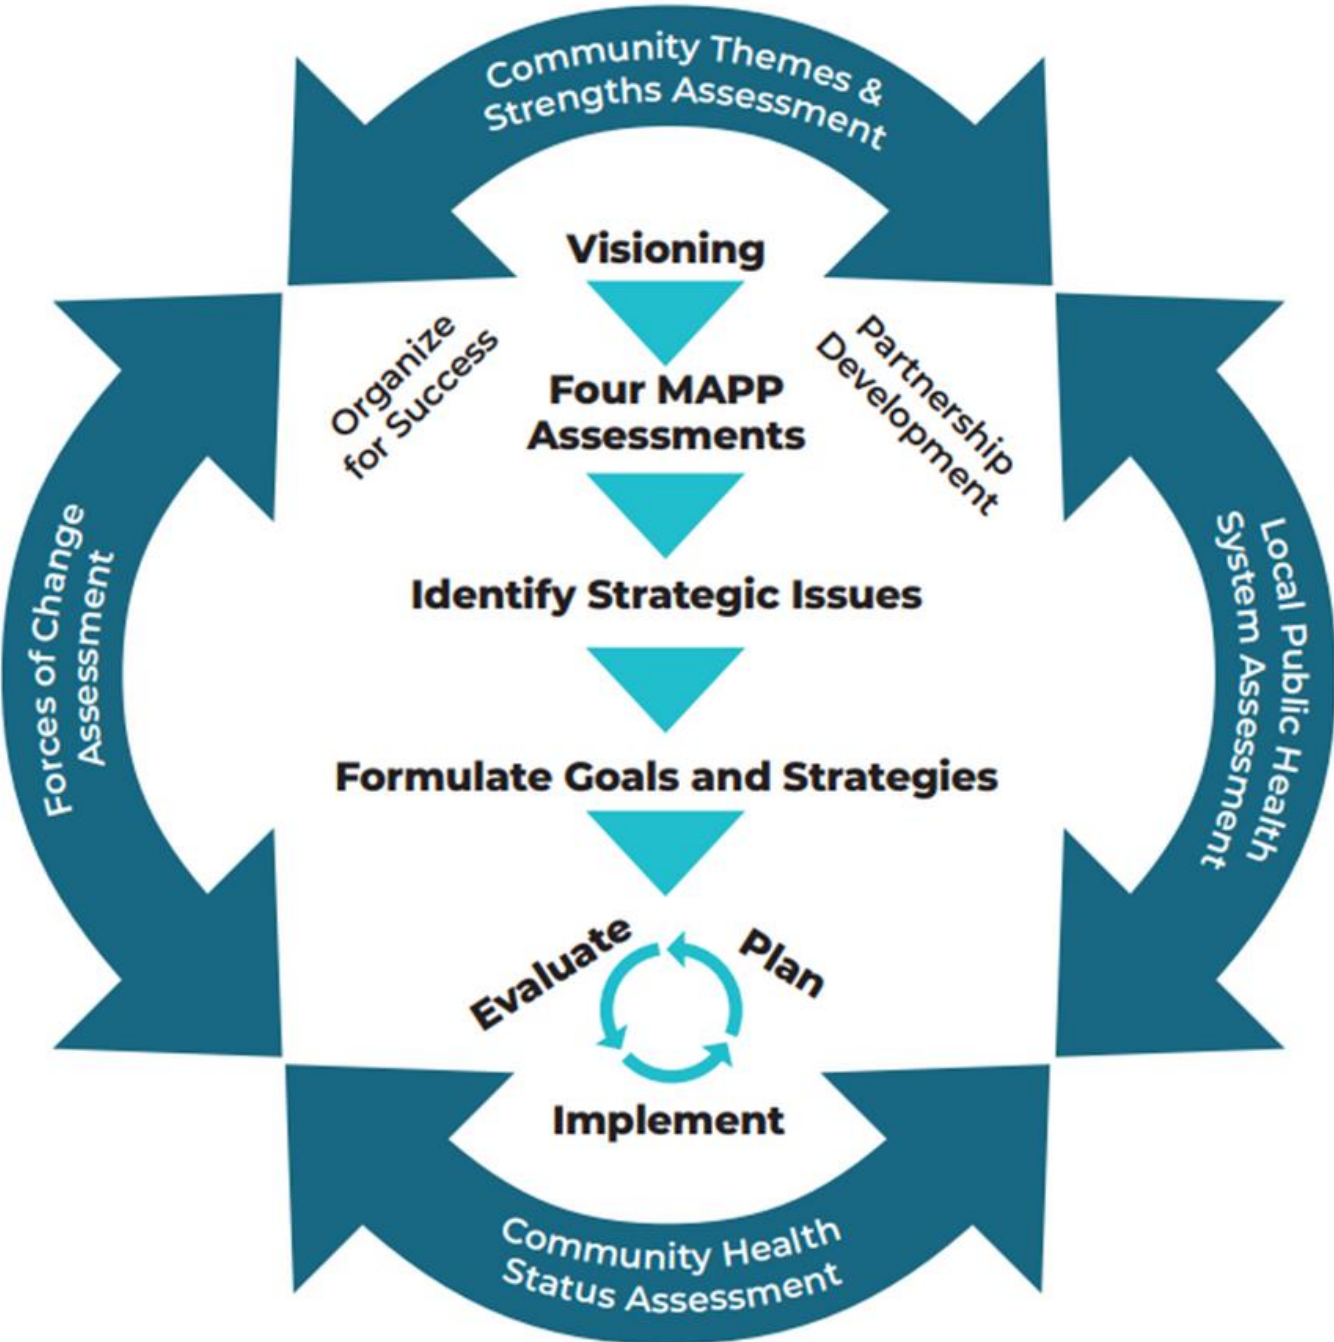 Community Themes &
Strengths Assessment
Visioning
Organize
for Success
Partnership
Development
Four MAPP
Assessments
Identify Strategic Issues
Forces of Change
Assessment
Local Public Health
System Assessment
Formulate Goals and Strategies
Evaluate
Plan
Implement
Community Health
Status Assessment